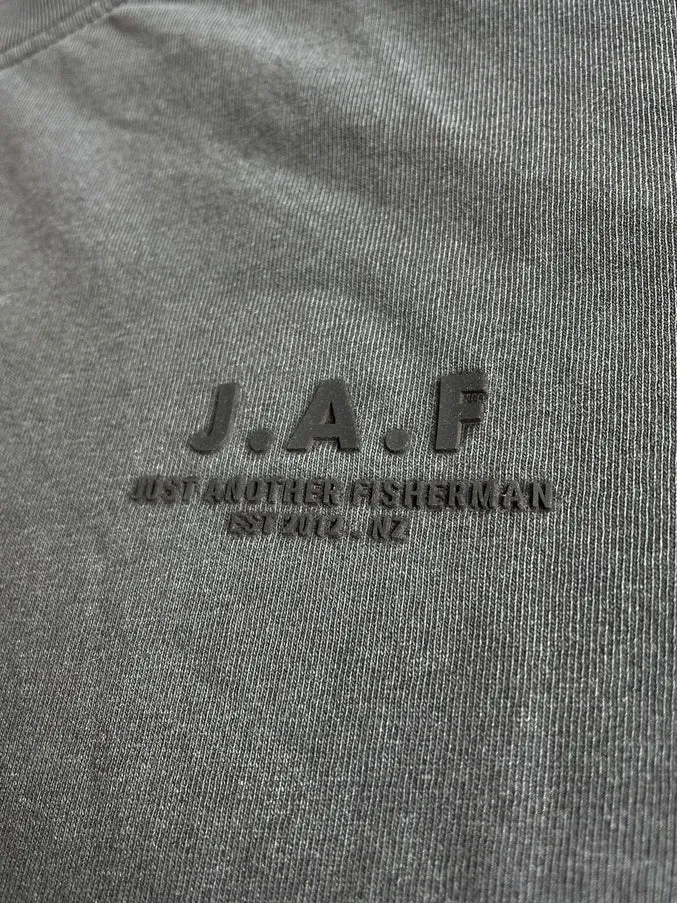 J.A.F
JUST ANOTHER FISHERMAN
EST 2012 . NZ